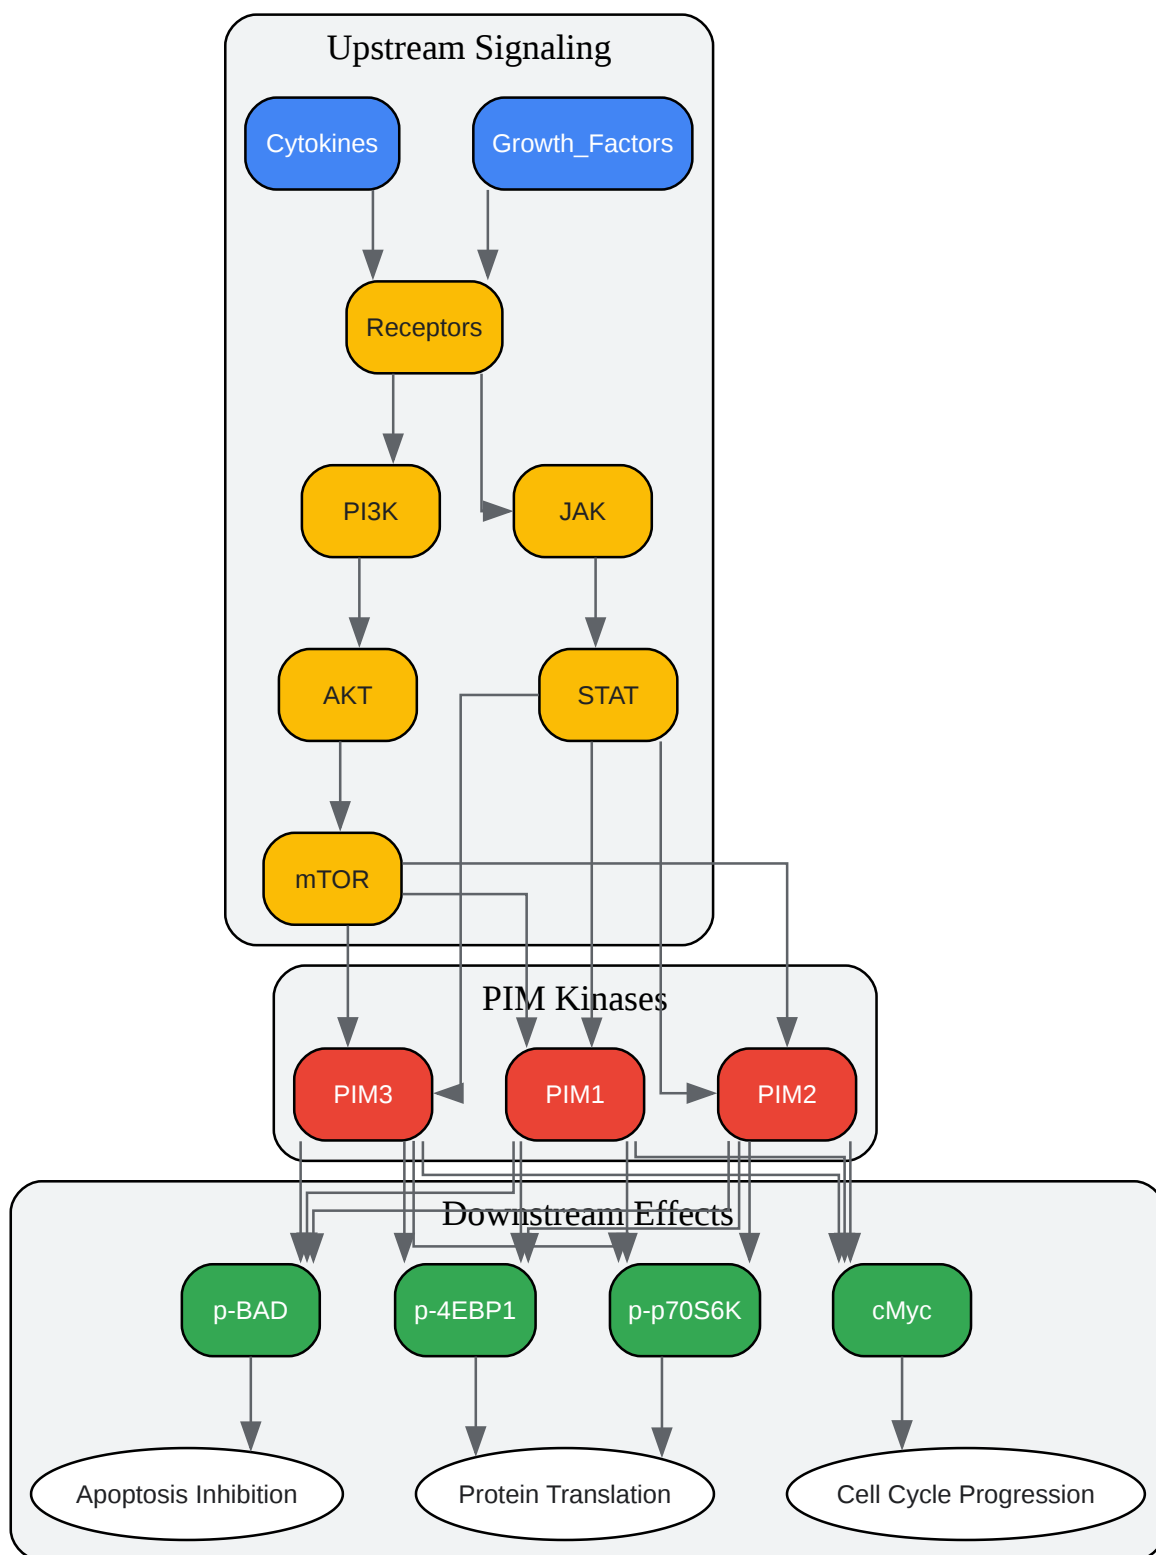 Upstream Signaling
Cytokines
Growth_Factors
Receptors
PI3K
JAK
AKT
STAT
mTOR
PIM Kinases
PIM3
PIM1
PIM2
Downstream Effects
p-BAD
p-4EBP1
p-p70S6K
cMyc
Apoptosis Inhibition
Protein Translation
Cell Cycle Progression